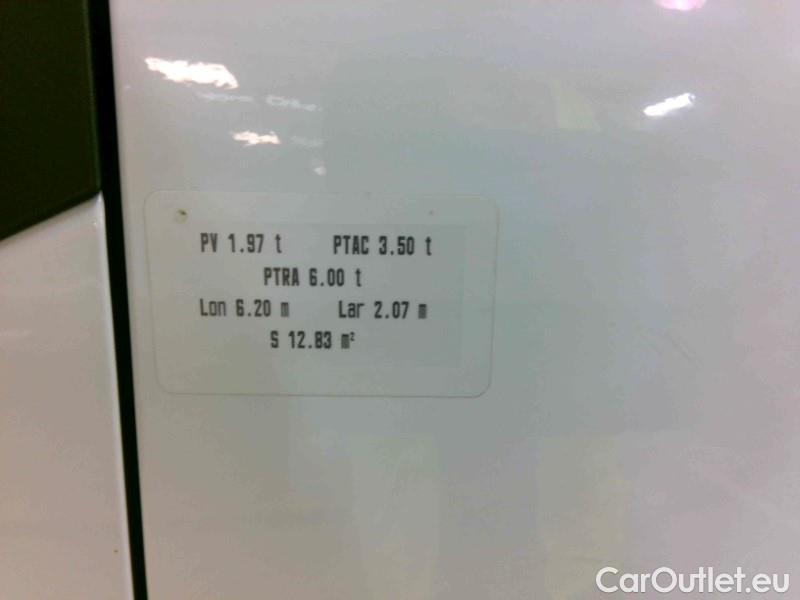 PV 1.97 t PTAC 3.50 t
PTRA 6.00 t
Lon 6.20 m Lar 2.07 m
S 12.83 m²
CarOutlet.eu